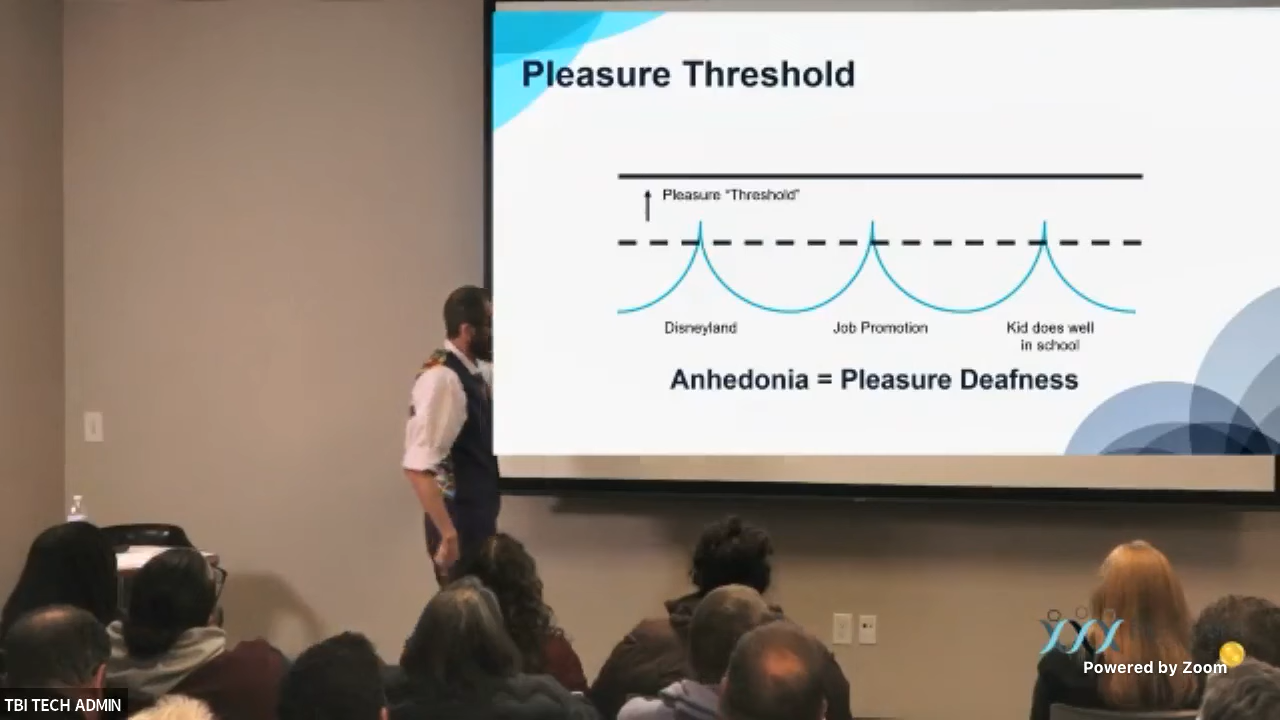 Pleasure Threshold
Pleasure "Threshold"
Disneyland
Job Promotion
Kid does well
in school
Anhedonia = Pleasure Deafness
Powered by Zoom
TBI TECH ADMIN